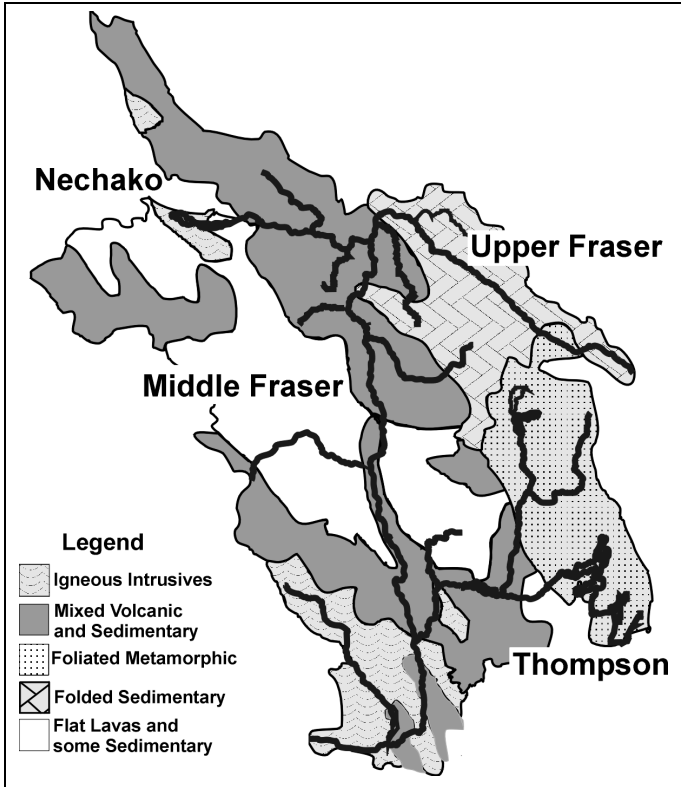 Nechako
Upper Fraser
Middle Fraser
Legend
Igneous Intrusives
Mixed Volcanic
and Sedimentary
Foliated Metamorphic
Folded Sedimentary
Flat Lavas and
some Sedimentary
Thompson